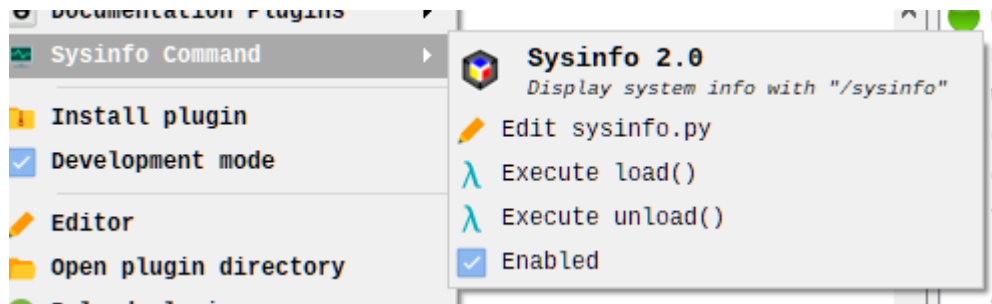 Documentation Plugins
Sysinfo Command
Install plugin
Development mode
Editor
Open plugin directory
Sysinfo 2.0
Display system info with "/sysinfo"
Edit sysinfo.py
Execute load()
Execute unload()
Enabled